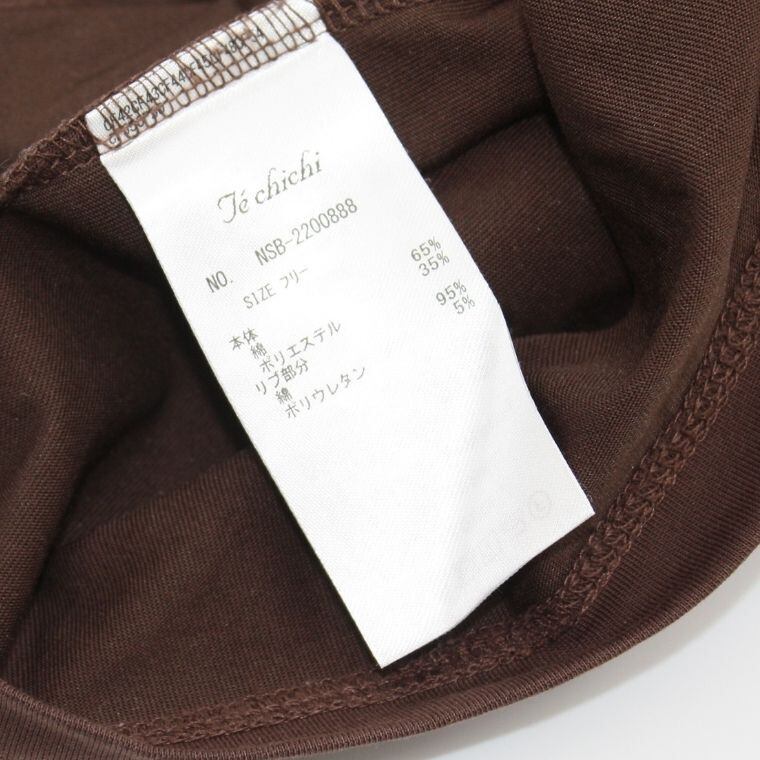 Té chichi
NO. NSB-2200888
SIZE フリー
本体
綿 65%
ポリエステル 35%
リブ部分
綿 95%
ポリウレタン 5%